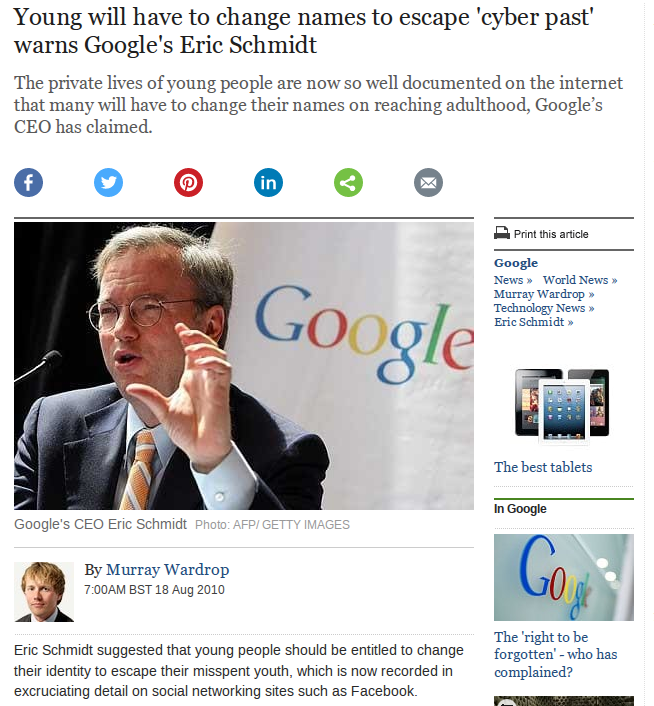 Young will have to change names to escape 'cyber past'
warns Google's Eric Schmidt
The private lives of young people are now so well documented on the internet
that many will have to change their names on reaching adulthood, Google’s
CEO has claimed.
f
in
Google
Google's CEO Eric Schmidt Photo: AFP/ GETTY IMAGES
By Murray Wardrop
7:00AM BST 18 Aug 2010
Eric Schmidt suggested that young people should be entitled to change
their identity to escape their misspent youth, which is now recorded in
excruciating detail on social networking sites such as Facebook.
Print this article
Google
News » World News »
Murray Wardrop »
Technology News »
Eric Schmidt »
The best tablets
In Google
Googl
The 'right to be
forgotten' - who has
complained?